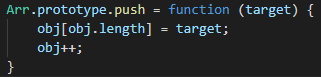 Arr.prototype.push = function (target) {
    obj[obj.length] = target;
    obj++;
}